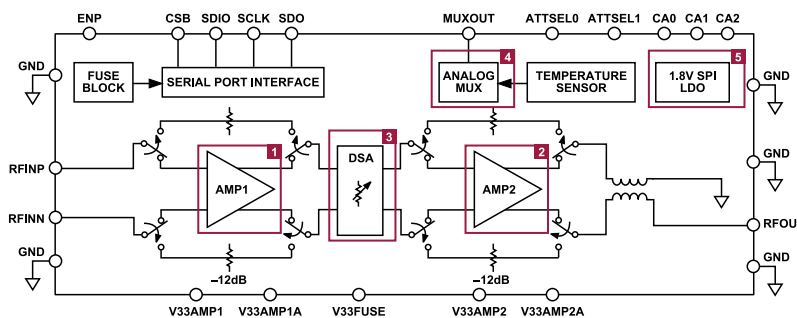 ENP
CSB
SDIO
SCLK
SDO
MUXOUT
ATTSEL0
ATTSEL1
CA0
CA1
CA2
GND
FUSE
BLOCK
SERIAL PORT INTERFACE
ANALOG
MUX
4
TEMPERATURE
SENSOR
1.8V SPI
LDO
5
GND
1
3
2
DSA
RFINP
AMP1
AMP2
GND
RFINN
RFOU
GND
–12dB
–12dB
GND
V33AMP1
V33AMP1A
V33FUSE
V33AMP2
V33AMP2A